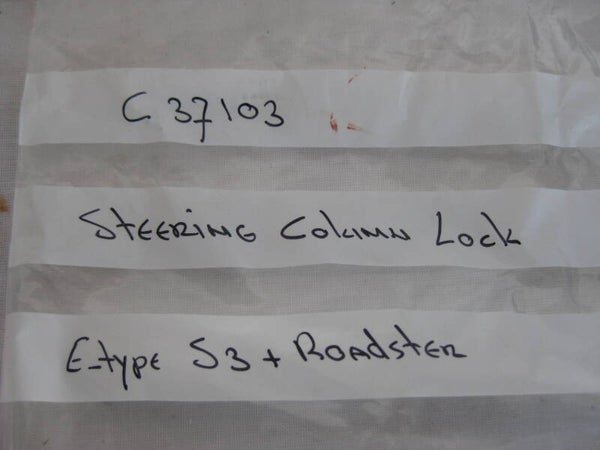 C 37103
Steering Column Lock
E-type S3 + Roadster